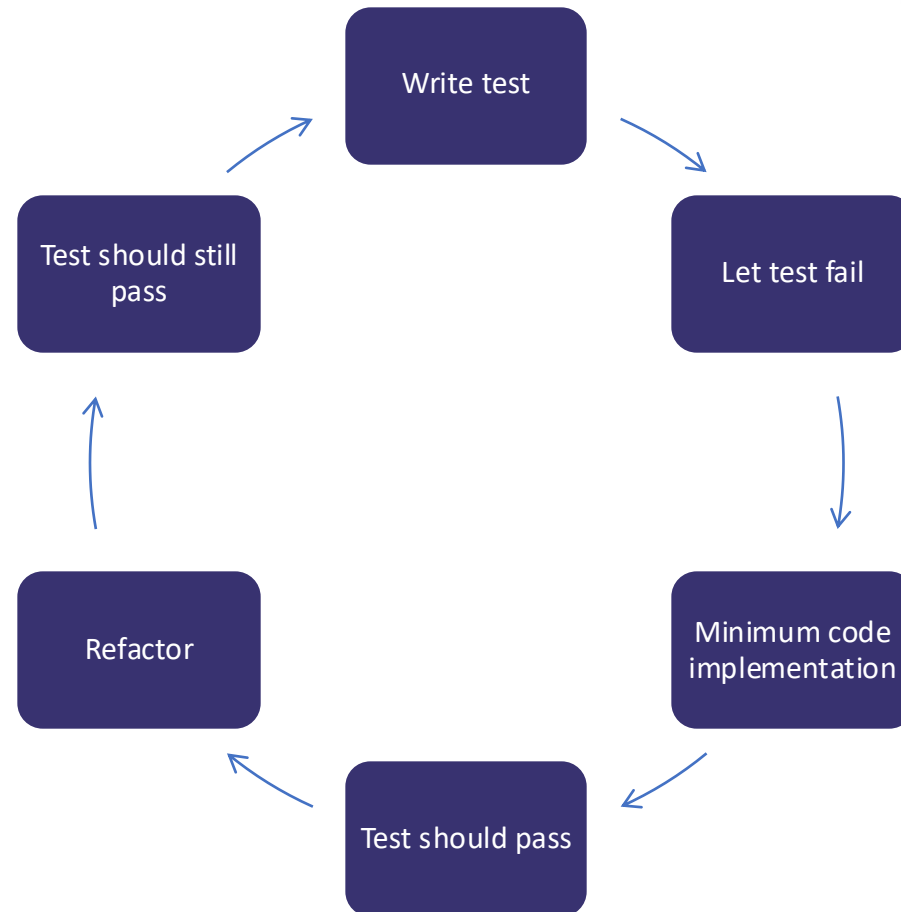 Write test
Let test fail
Minimum code
implementation
Test should pass
Refactor
Test should still
pass